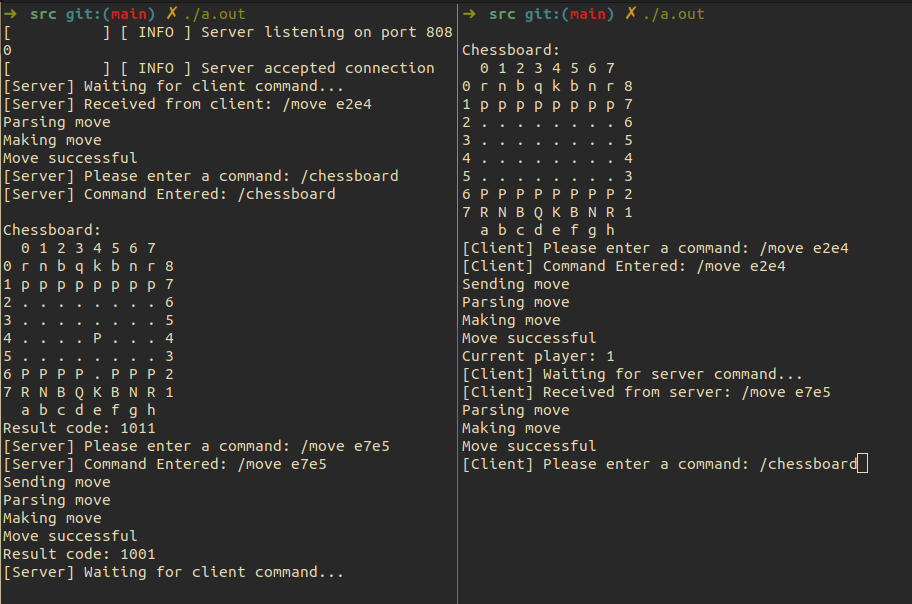 ➜ src git:(main) ✗ ./a.out
[ ] [ INFO ] Server listening on port 808
0
[ ] [ INFO ] Server accepted connection
[Server] Waiting for client command...
[Server] Received from client: /move e2e4
Parsing move
Making move
Move successful
[Server] Please enter a command: /chessboard
[Server] Command Entered: /chessboard
Chessboard:
0 1 2 3 4 5 6 7
0 r n b q k b n r 8
1 p p p p p p p p 7
2 . . . . . . . . 6
3 . . . . . . . . 5
4 . . . . P . . . 4
5 . . . . . . . . 3
6 P P P P . P P P 2
7 R N B Q K B N R 1
a b c d e f g h
Result code: 1011
[Server] Please enter a command: /move e7e5
[Server] Command Entered: /move e7e5
Sending move
Parsing move
Making move
Move successful
Result code: 1001
[Server] Waiting for client command...
➜ src git:(main) ✗ ./a.out
Chessboard:
0 1 2 3 4 5 6 7
0 r n b q k b n r 8
1 p p p p p p p p 7
2 . . . . . . . . 6
3 . . . . . . . . 5
4 . . . . . . . . 4
5 . . . . . . . . 3
6 P P P P P P P P 2
7 R N B Q K B N R 1
a b c d e f g h
[Client] Please enter a command: /move e2e4
[Client] Command Entered: /move e2e4
Sending move
Parsing move
Making move
Move successful
Current player: 1
[Client] Waiting for server command...
[Client] Received from server: /move e7e5
Parsing move
Making move
Move successful
[Client] Please enter a command: /chessboard